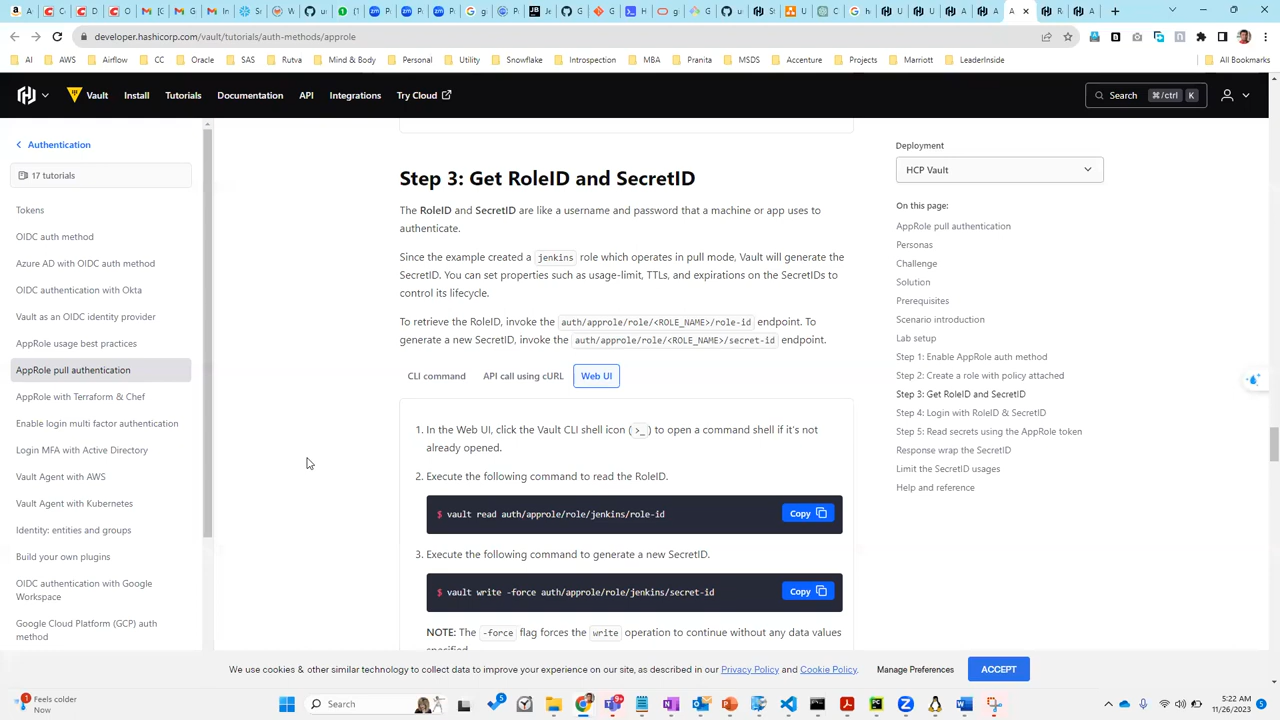 developer.hashicorp.com/vault/tutorials/auth-methods/approle
AI AWS Airflow CC Oracle SAS Rutva Mind & Body Personal Utility Snowflake Introspection MBA Pranita MSDS Accenture Projects Marriott LeaderInside All Bookmarks
Vault Install Tutorials Documentation API Integrations Try Cloud Search ⌘/ctrl K
Authentication
17 tutorials
Tokens
OIDC auth method
Azure AD with OIDC auth method
OIDC authentication with Okta
Vault as an OIDC identity provider
AppRole usage best practices
AppRole pull authentication
AppRole with Terraform & Chef
Enable login multi factor authentication
Login MFA with Active Directory
Vault Agent with AWS
Vault Agent with Kubernetes
Identity: entities and groups
Build your own plugins
OIDC authentication with Google
Workspace
Google Cloud Platform (GCP) auth
method
Step 3: Get RoleID and SecretID
The RoleID and SecretID are like a username and password that a machine or app uses to
authenticate.
Since the example created a jenkins role which operates in pull mode, Vault will generate the
SecretID. You can set properties such as usage-limit, TTLs, and expirations on the SecretIDs to
control its lifecycle.
To retrieve the RoleID, invoke the auth/approle/role/<ROLE_NAME>/role-id endpoint. To
generate a new SecretID, invoke the auth/approle/role/<ROLE_NAME>/secret-id endpoint.
CLI command API call using cURL Web UI
1. In the Web UI, click the Vault CLI shell icon (>_) to open a command shell if it's not
already opened.
2. Execute the following command to read the RoleID.
$ vault read auth/approle/role/jenkins/role-id Copy
3. Execute the following command to generate a new SecretID.
$ vault write -force auth/approle/role/jenkins/secret-id Copy
NOTE: The -force flag forces the write operation to continue without any data values
specified.
Deployment
HCP Vault
On this page:
AppRole pull authentication
Personas
Challenge
Solution
Prerequisites
Scenario introduction
Lab setup
Step 1: Enable AppRole auth method
Step 2: Create a role with policy attached
Step 3: Get RoleID and SecretID
Step 4: Login with RoleID & SecretID
Step 5: Read secrets using the AppRole token
Response wrap the SecretID
Limit the SecretID usages
Help and reference
We use cookies & other similar technology to collect data to improve your experience on our site, as described in our Privacy Policy and Cookie Policy. Manage Preferences ACCEPT
Feels colder
Now
Search
5:22 AM
11/26/2023